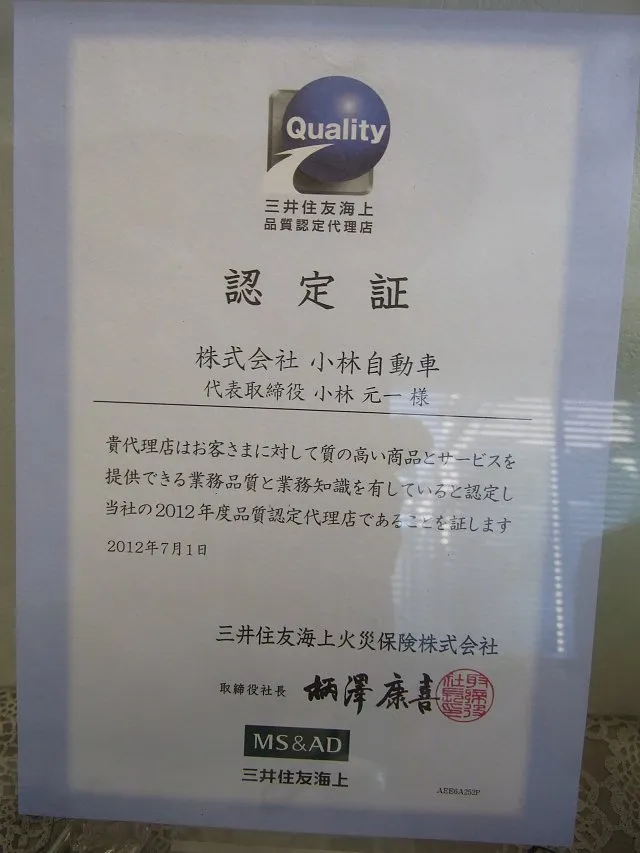 Quality
三井住友海上
品質認定代理店
認定証
株式会社 小林自動車
代表取締役 小林 元一 様
貴代理店はお客さまに対して質の高い商品とサービスを
提供できる業務品質と業務知識を有していると認定し
当社の2012年度品質認定代理店であることを証します
2012年7月1日
三井住友海上火災保険株式会社
取締役社長 柄澤康喜
取締役社長印
MS&AD
三井住友海上
AEE6A252P